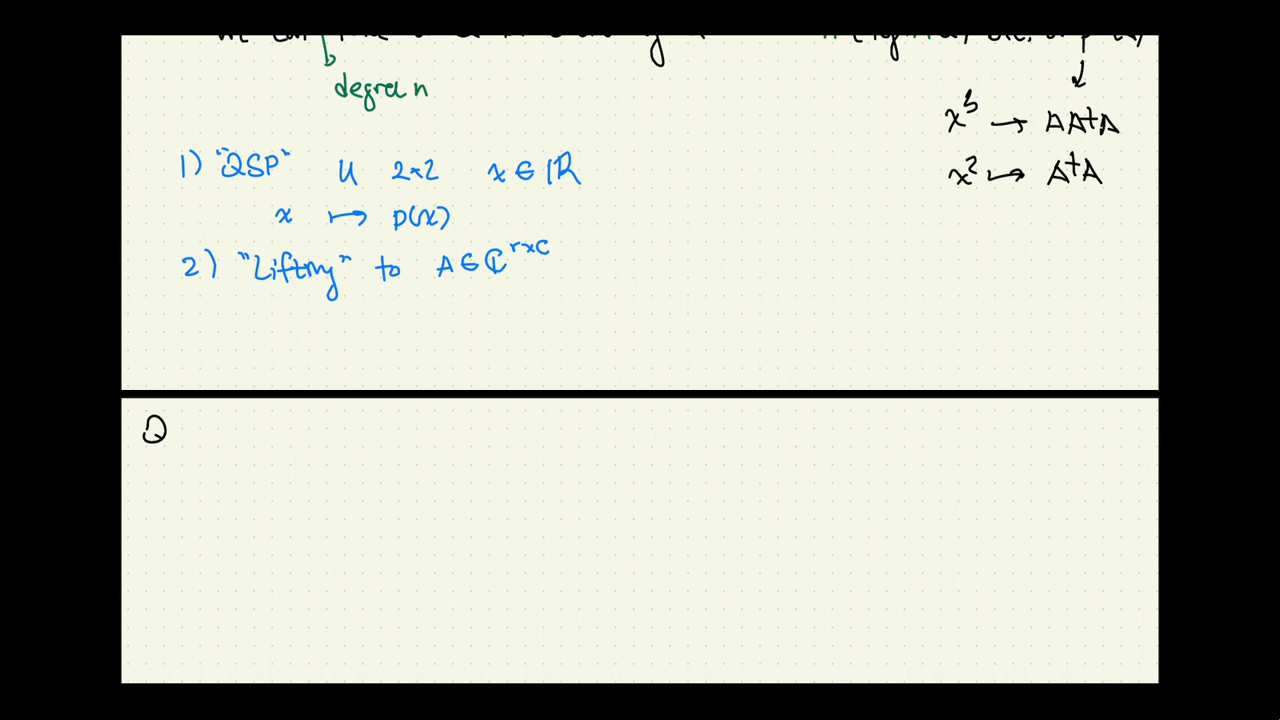 degree n
x³ → AA†A
1) "QSP" U 2×2 x ∈ ℝ
x² ↦ A†A
x ↦ p(x)
2) "Lifting" to A ∈ ℂ^{r×c}
Q